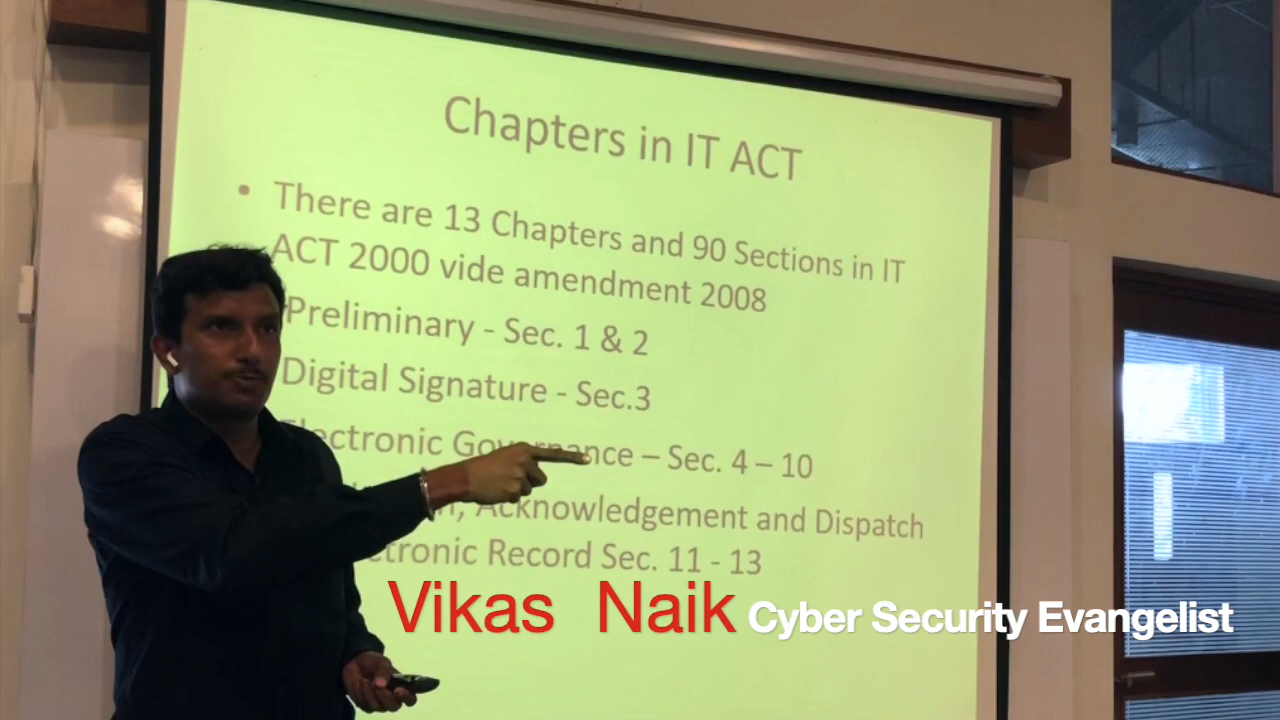 Chapters in IT ACT
• There are 13 Chapters and 90 Sections in IT
ACT 2000 vide amendment 2008
Preliminary - Sec. 1 & 2
Digital Signature - Sec.3
Electronic Governance – Sec. 4 – 10
Acknowledgement and Dispatch
Record Sec. 11 - 13
Vikas Naik Cyber Security Evangelist